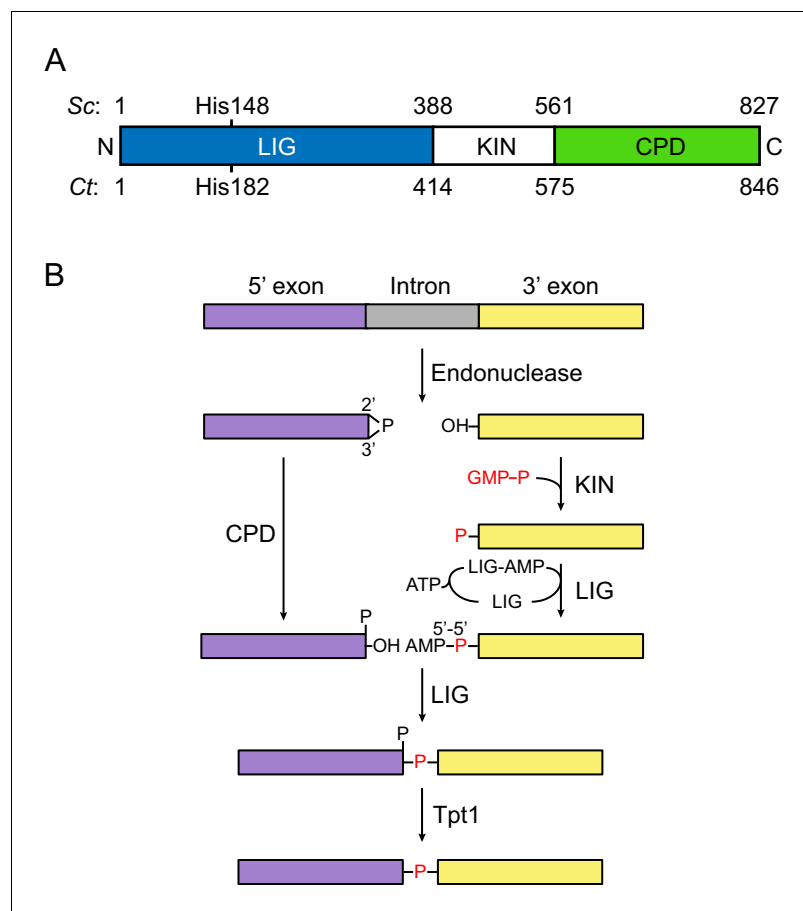 A
Sc: 1 His148 388 561 827
N LIG KIN CPD C
Ct: 1 His182 414 575 846
B
5’ exon Intron 3’ exon
Endonuclease
2’
P OH
3’
GMP–P KIN
CPD
P
LIG-AMP
ATP LIG
LIG
P 5’-5’
OH AMP–P
LIG
P
P
Tpt1
P